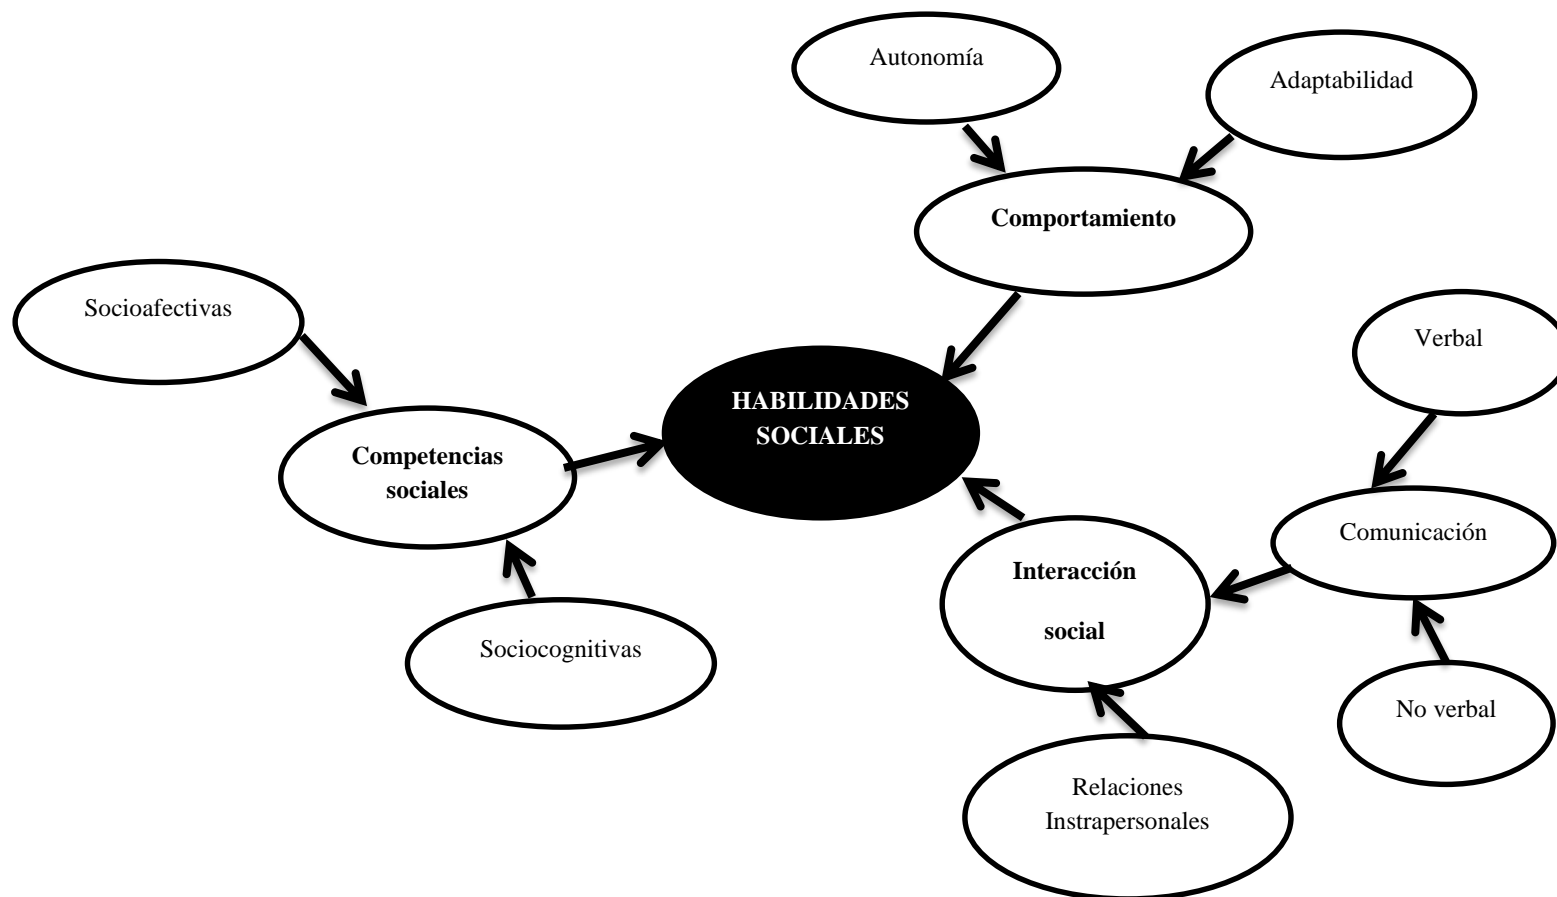 Autonomía
Adaptabilidad
Comportamiento
Socioafectivas
Verbal
HABILIDADES
SOCIALES
Competencias
sociales
Comunicación
Interacción
social
Sociocognitivas
No verbal
Relaciones
Instrapersonales